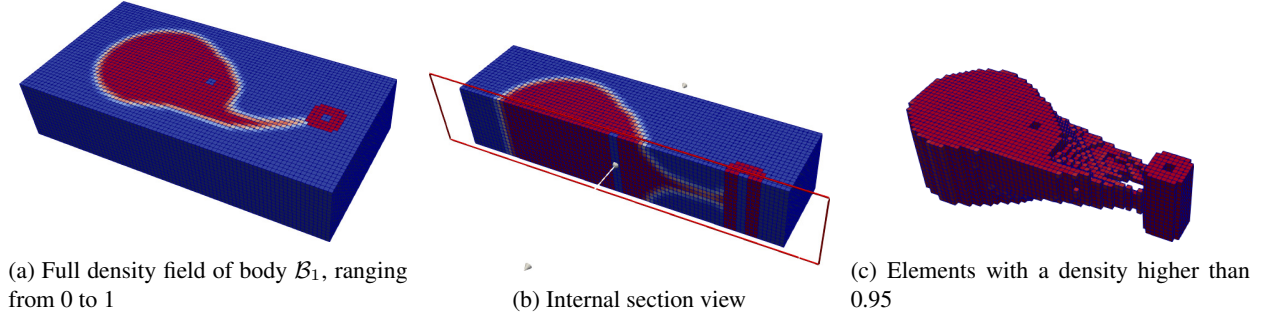 (a) Full density field of body $\mathcal{B}_1$, ranging
from 0 to 1
(b) Internal section view
(c) Elements with a density higher than
0.95